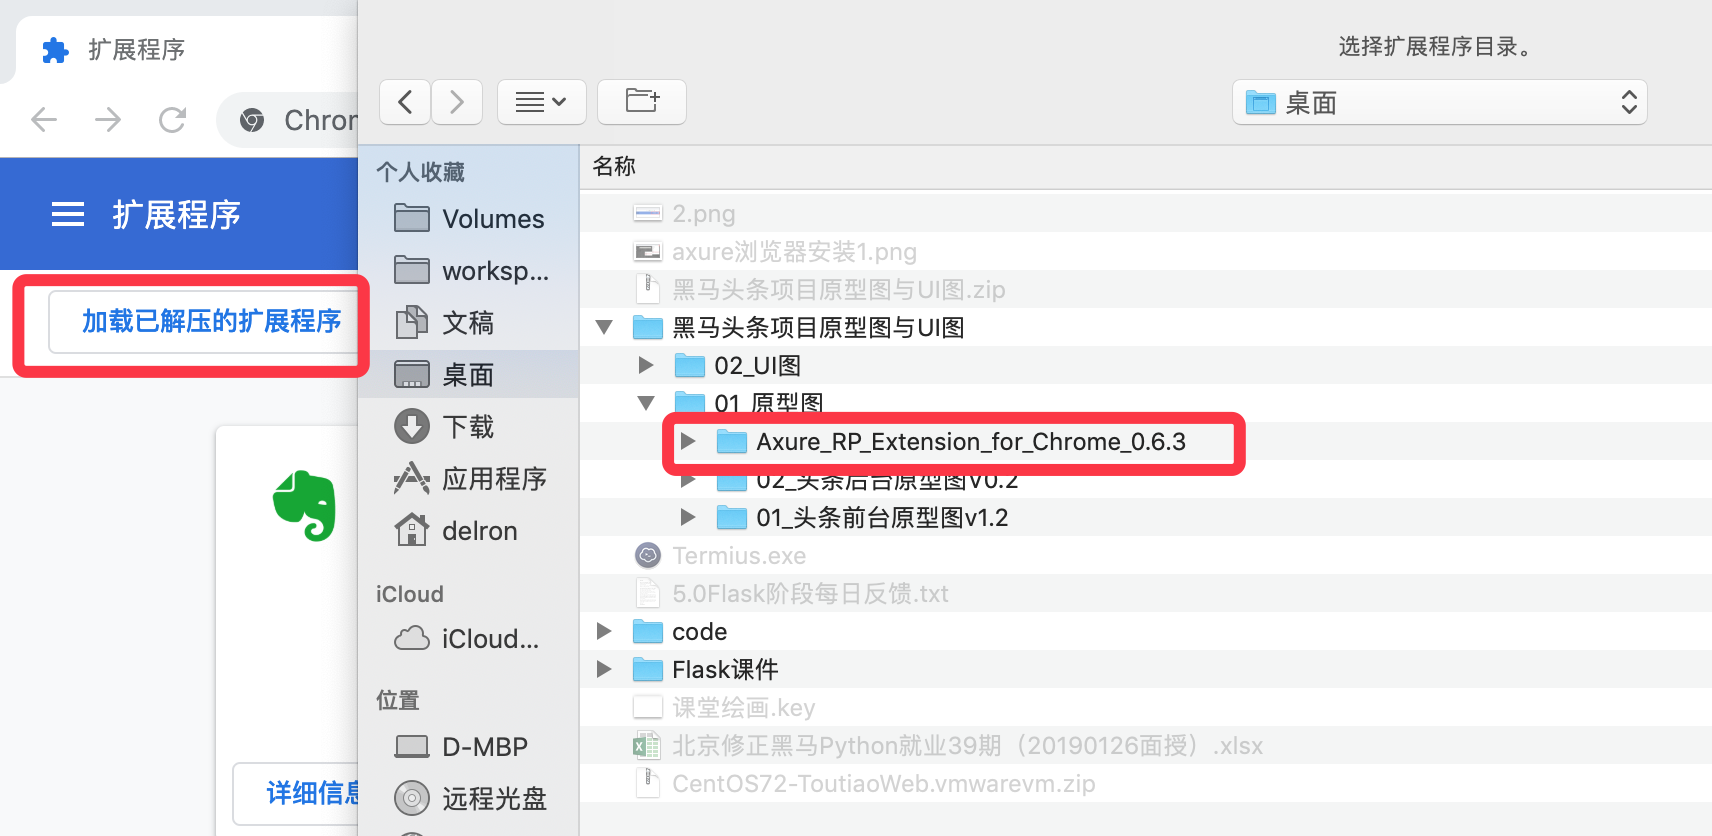 扩展程序
Chror
扩展程序
加载已解压的扩展程序
详细信息
选择扩展程序目录。
桌面
个人收藏
Volumes
worksp...
文稿
桌面
下载
应用程序
delron
iCloud
iCloud...
位置
D-MBP
远程光盘
名称
2.png
axure浏览器安装1.png
黑马头条项目原型图与UI图.zip
黑马头条项目原型图与UI图
02_UI图
01_原型图
Axure_RP_Extension_for_Chrome_0.6.3
02_头条后台原型图v0.2
01_头条前台原型图v1.2
Termius.exe
5.0Flask阶段每日反馈.txt
code
Flask课件
课堂绘画.key
北京修正黑马Python就业39期（20190126面授）.xlsx
CentOS72-ToutiaoWeb.vmwarevm.zip